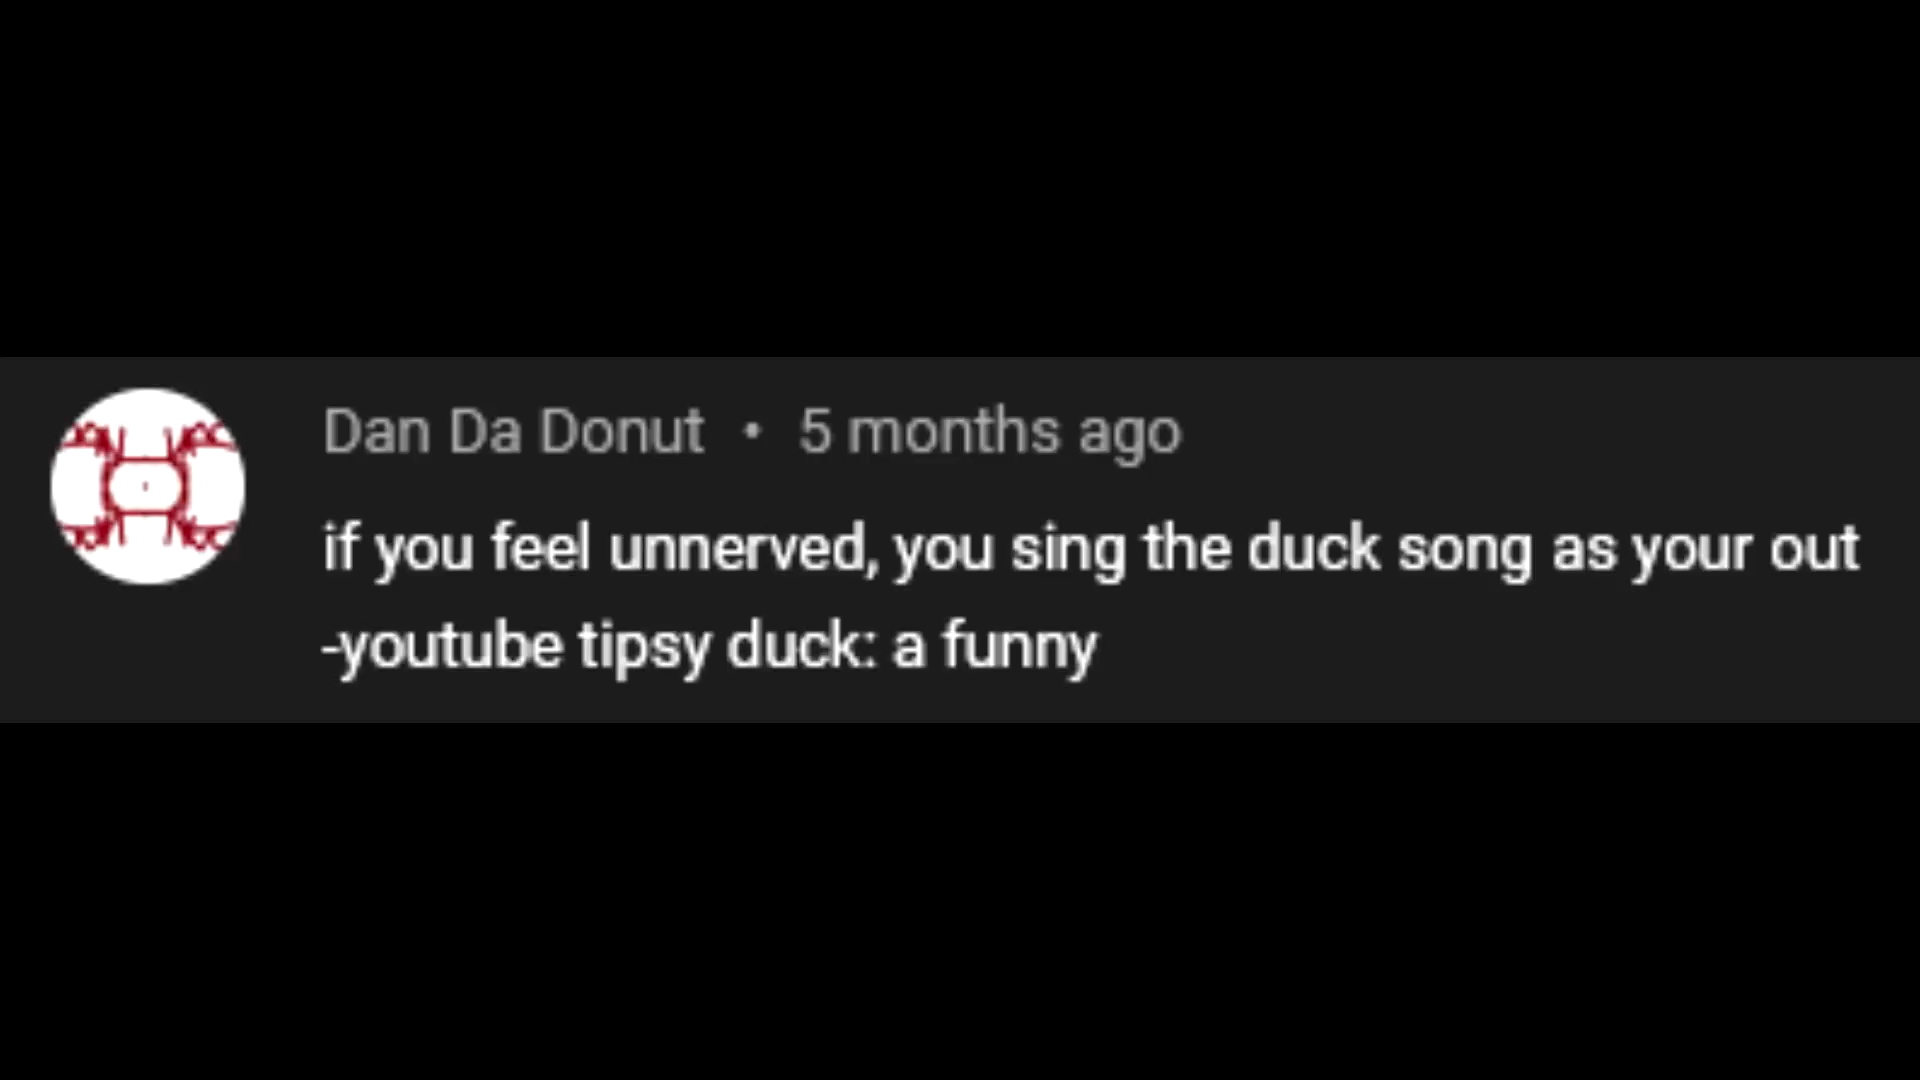 Dan Da Donut • 5 months ago
if you feel unnerved, you sing the duck song as your out
-youtube tipsy duck: a funny